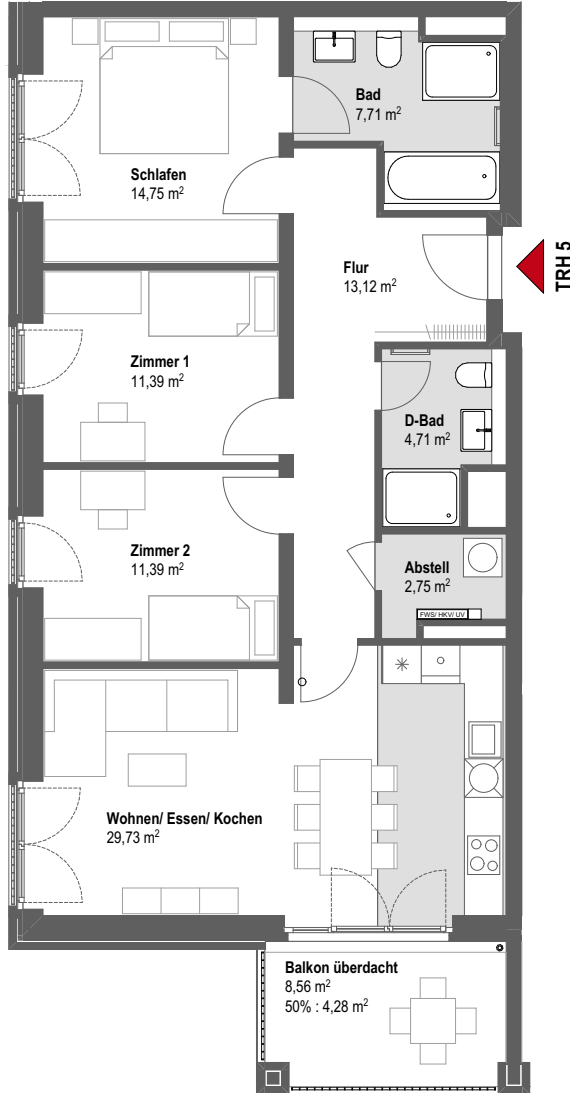 Bad
7,71 m²
Schlafen
14,75 m²
Flur
13,12 m²
TRH 5
Zimmer 1
11,39 m²
D-Bad
4,71 m²
Zimmer 2
11,39 m²
Abstell
2,75 m²
FWS/ HKV/ UV
Wohnen/ Essen/ Kochen
29,73 m²
Balkon überdacht
8,56 m²
50% : 4,28 m²